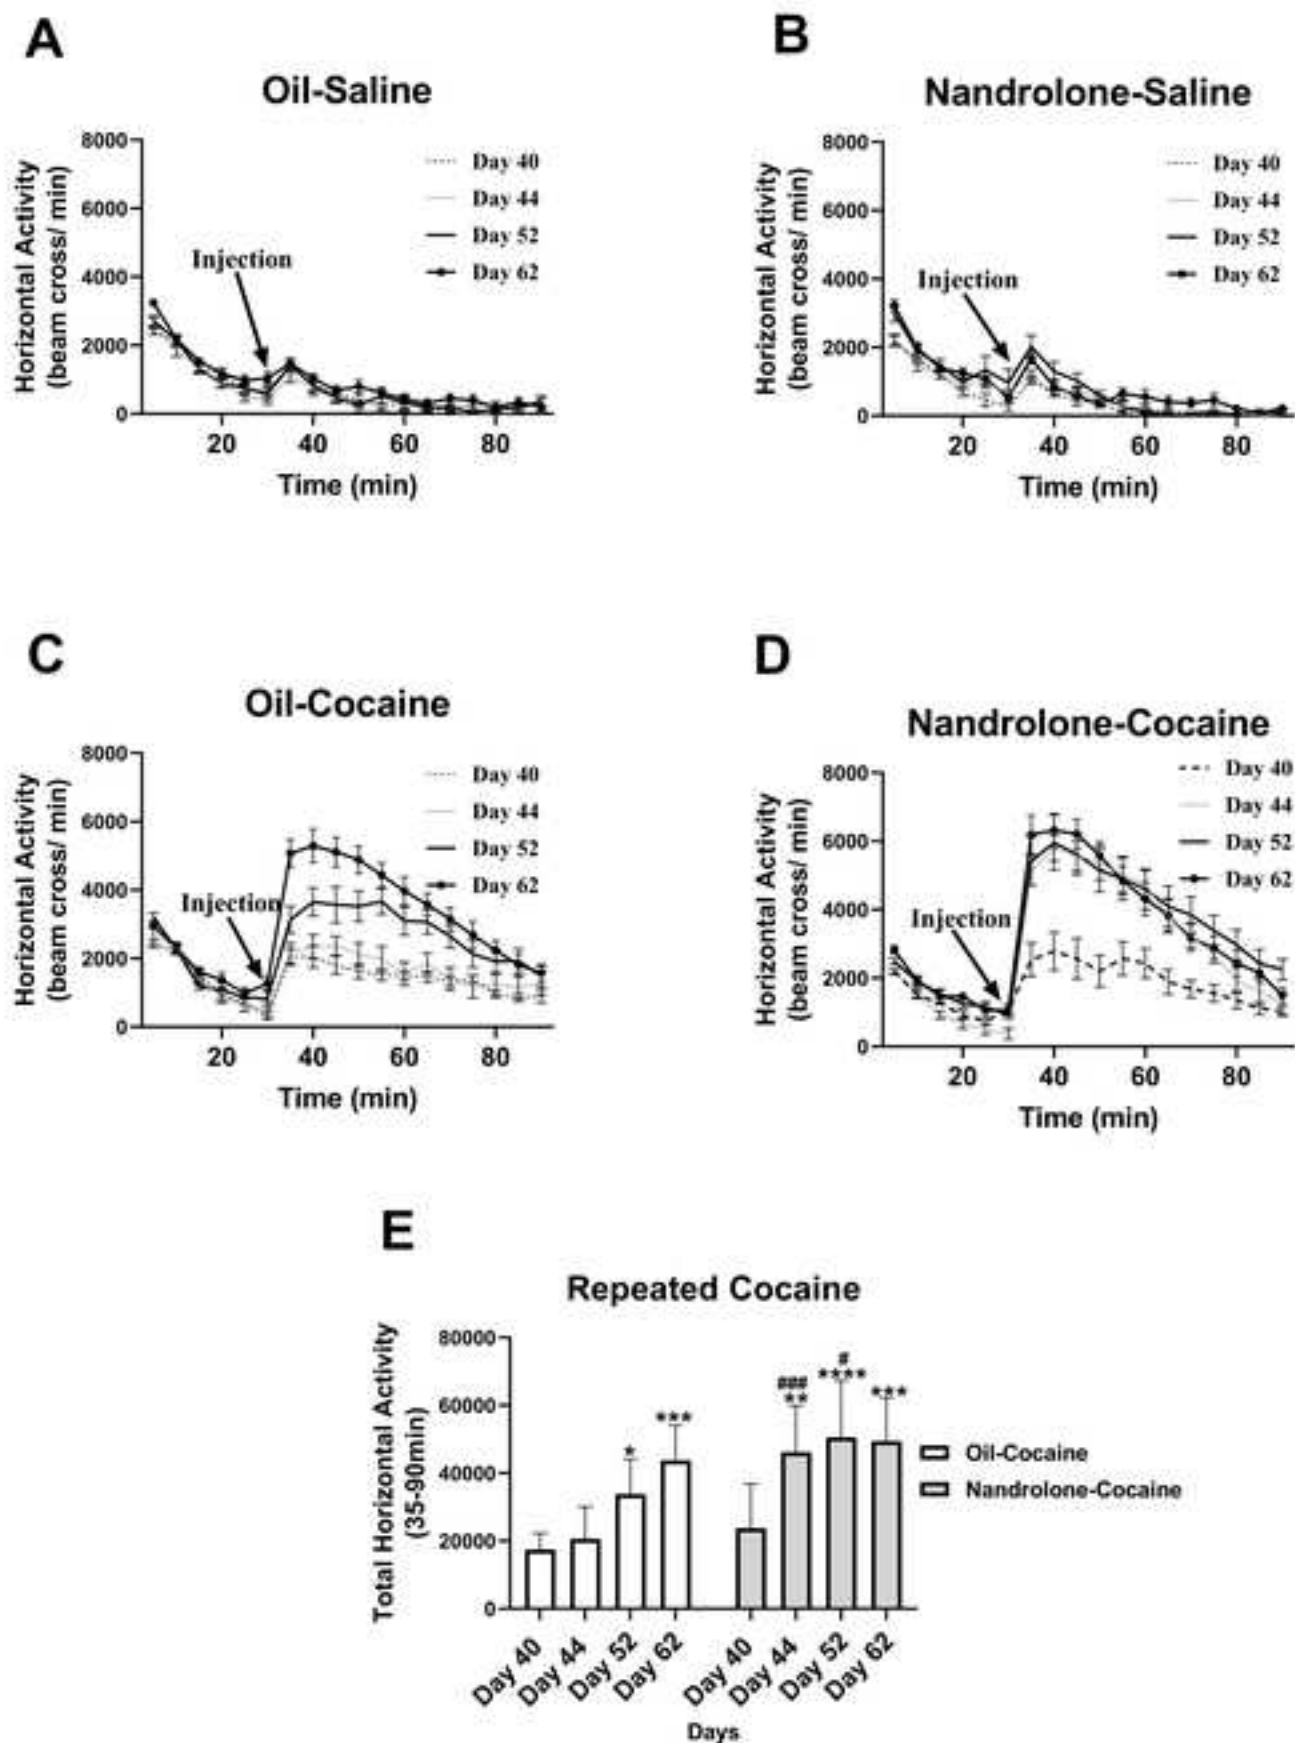 A
Oil-Saline
Horizontal Activity
(beam cross/ min)
8000
6000
4000
2000
0
Day 40
Day 44
Day 52
Day 62
Injection
20
40
60
80
Time (min)
B
Nandrolone-Saline
Horizontal Activity
(beam cross/ min)
8000
6000
4000
2000
0
Day 40
Day 44
Day 52
Day 62
Injection
20
40
60
80
Time (min)
C
Oil-Cocaine
Horizontal Activity
(beam cross/ min)
8000
6000
4000
2000
0
Day 40
Day 44
Day 52
Day 62
Injection
20
40
60
80
Time (min)
D
Nandrolone-Cocaine
Horizontal Activity
(beam cross/ min)
8000
6000
4000
2000
0
Day 40
Day 44
Day 52
Day 62
Injection
20
40
60
80
Time (min)
E
Repeated Cocaine
Total Horizontal Activity
(35-90min)
80000
60000
40000
20000
0
*
***
###
**
#
****
***
Oil-Cocaine
Nandrolone-Cocaine
Day 40
Day 44
Day 52
Day 62
Day 40
Day 44
Day 52
Day 62
Days